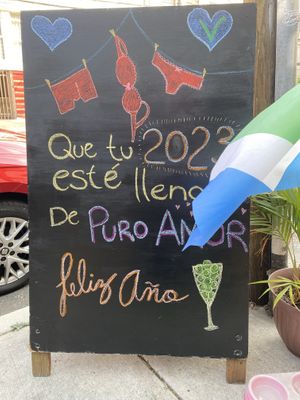 Que tu 2023
esté lleno
De PURO AMOR
feliz Año